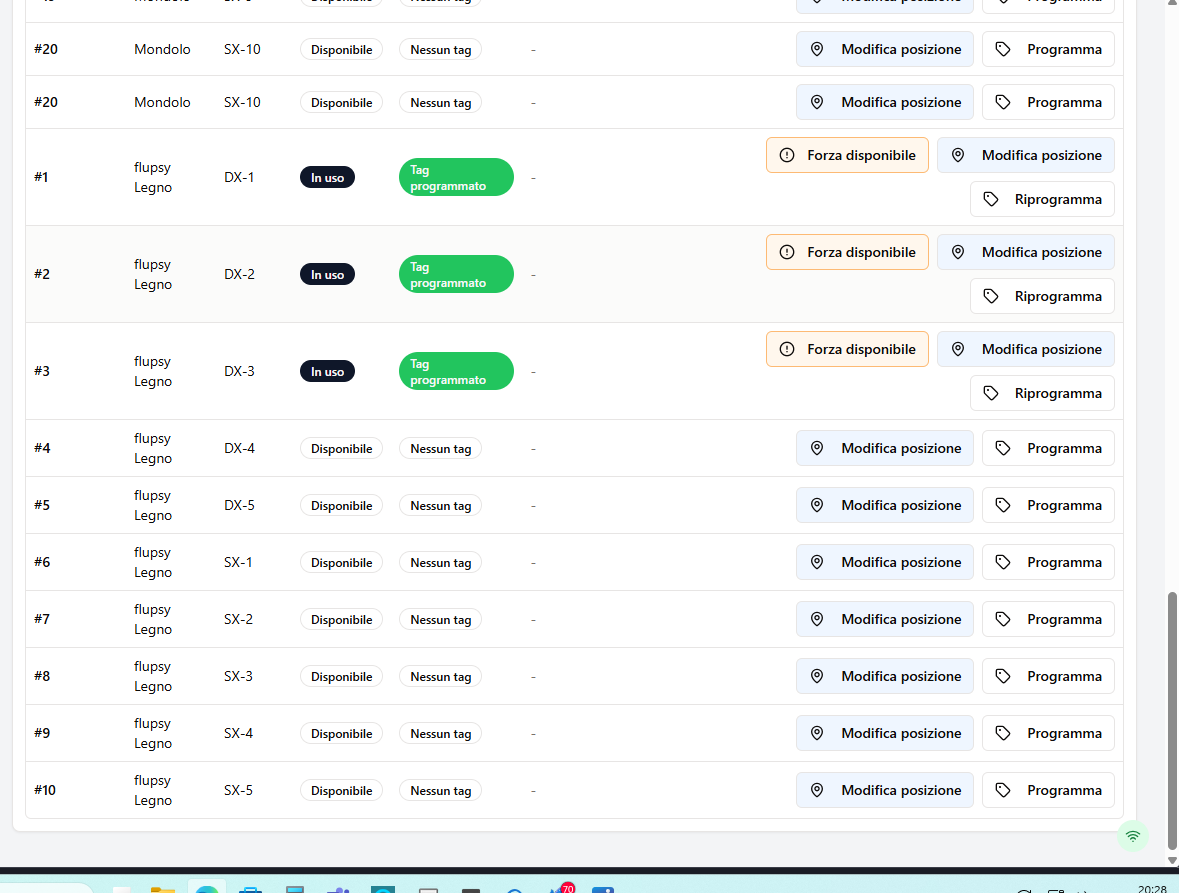 Mondolo Disponibile Nessun tag Modifica posizione Programma
#20 Mondolo SX-10 Disponibile Nessun tag - Modifica posizione Programma
#20 Mondolo SX-10 Disponibile Nessun tag - Modifica posizione Programma
Forza disponibile Modifica posizione
#1 flupsy Legno DX-1 In uso Tag programmato -
Riprogramma
Forza disponibile Modifica posizione
#2 flupsy Legno DX-2 In uso Tag programmato -
Riprogramma
Forza disponibile Modifica posizione
#3 flupsy Legno DX-3 In uso Tag programmato -
Riprogramma
#4 flupsy Legno DX-4 Disponibile Nessun tag - Modifica posizione Programma
#5 flupsy Legno DX-5 Disponibile Nessun tag - Modifica posizione Programma
#6 flupsy Legno SX-1 Disponibile Nessun tag - Modifica posizione Programma
#7 flupsy Legno SX-2 Disponibile Nessun tag - Modifica posizione Programma
#8 flupsy Legno SX-3 Disponibile Nessun tag - Modifica posizione Programma
#9 flupsy Legno SX-4 Disponibile Nessun tag - Modifica posizione Programma
#10 flupsy Legno SX-5 Disponibile Nessun tag - Modifica posizione Programma
70
20:28